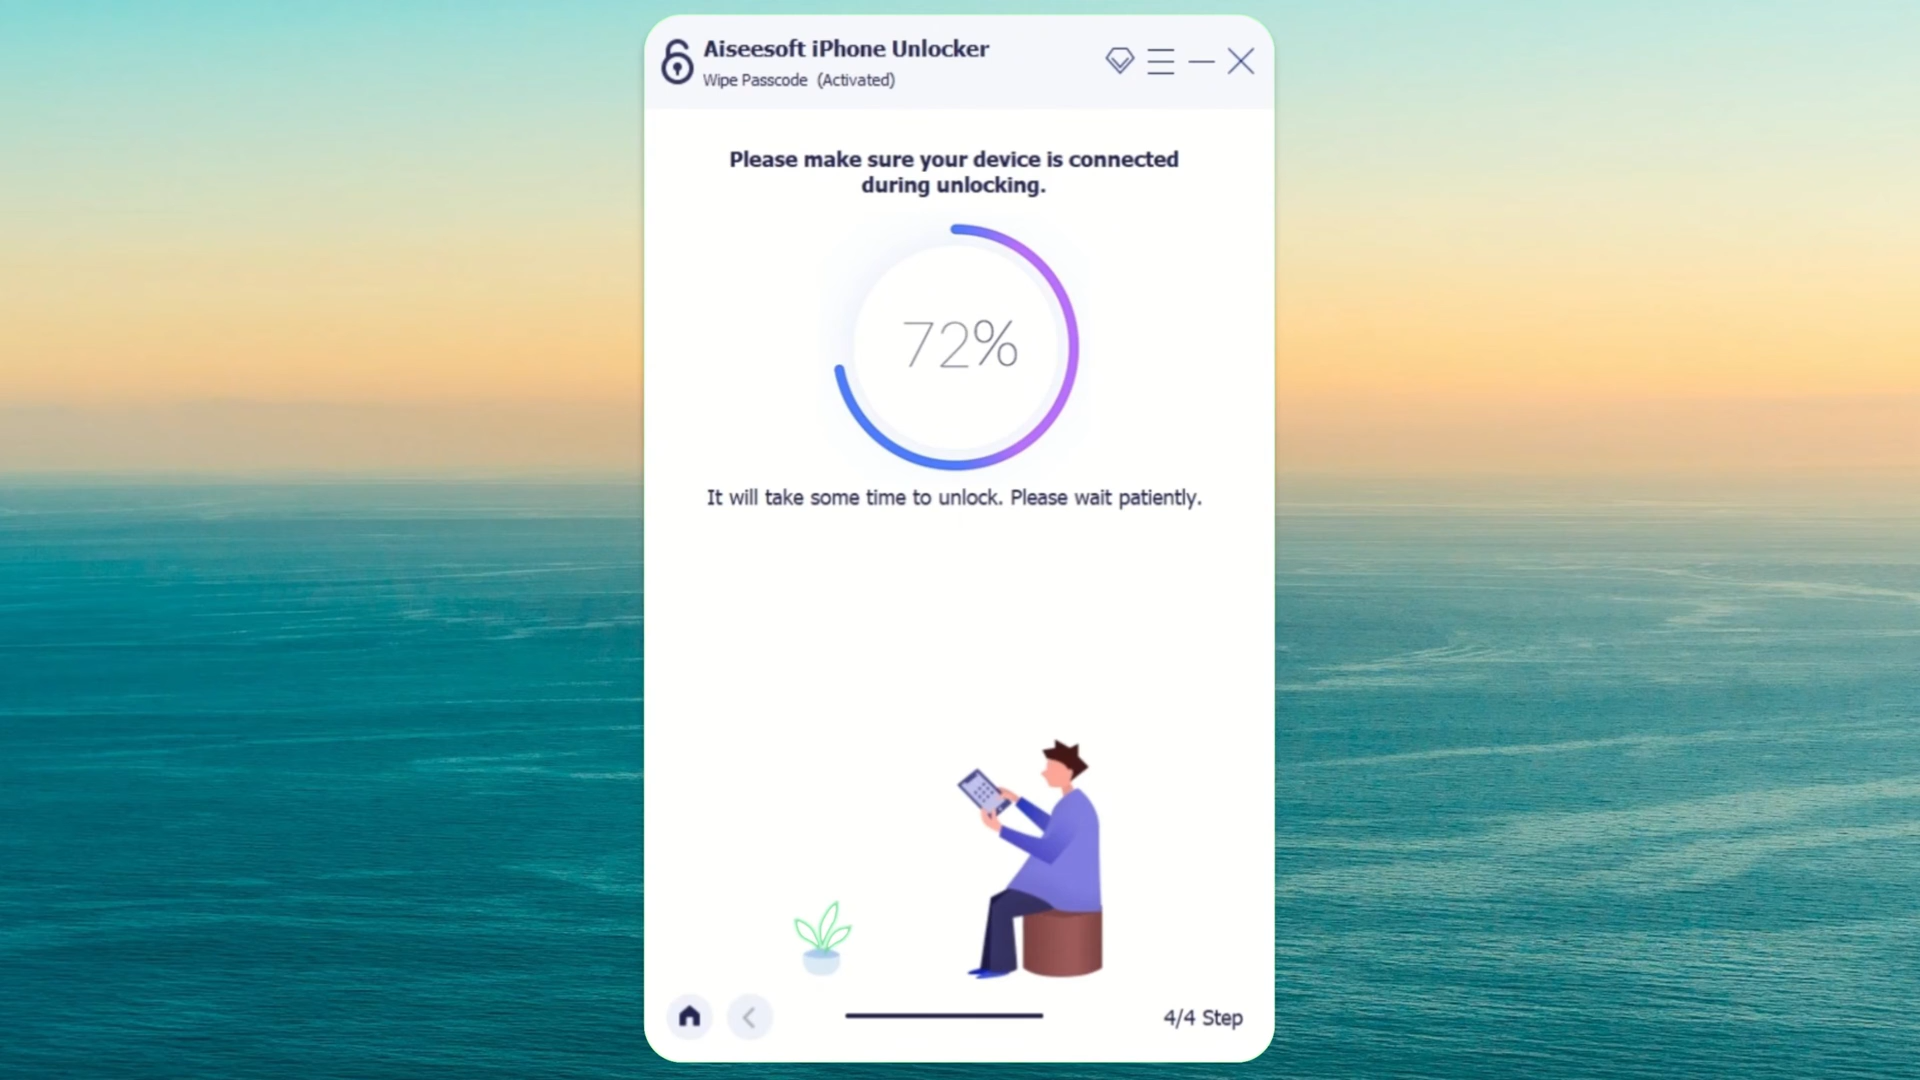 Aiseesoft iPhone Unlocker
Wipe Passcode (Activated)
Please make sure your device is connected
during unlocking.
72%
It will take some time to unlock. Please wait patiently.
4/4 Step